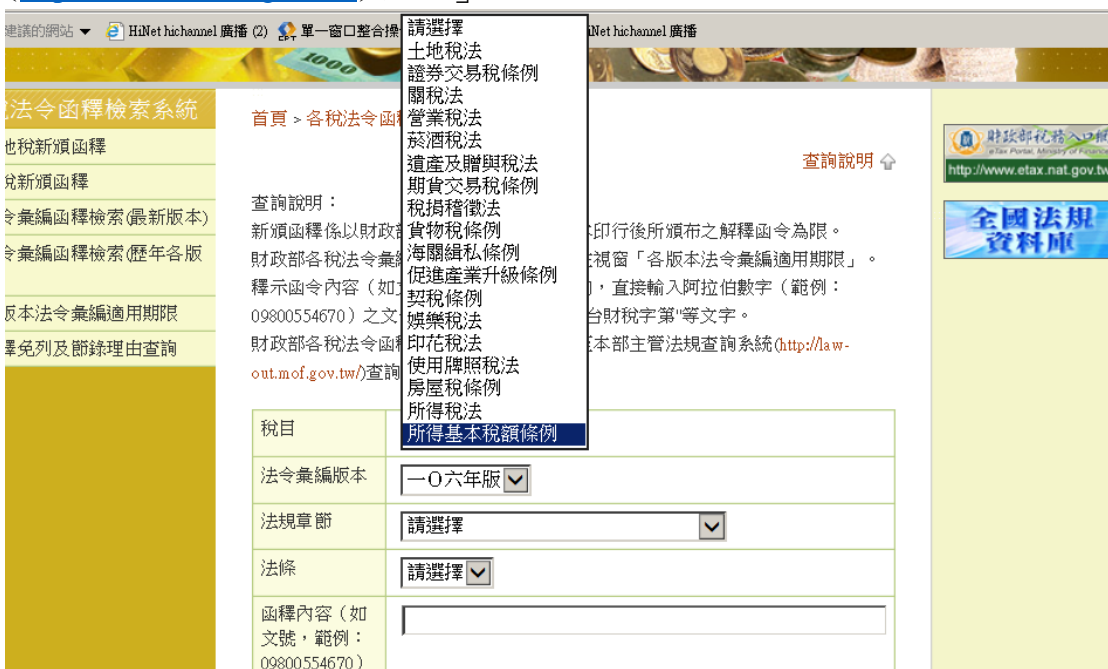 建議的網站 HiNet hichannel 廣播 (2) 單一窗口整合操 iNet hichannel 廣播
1000
法令函釋檢索系統
地稅新頒函釋
稅新頒函釋
令彙編函釋檢索(最新版本)
令彙編函釋檢索(歷年各版
版本法令彙編適用期限
釋免列及節錄理由查詢
首頁 > 各稅法令函
查詢說明
查詢說明：
新頒函釋係以財政 印行後所頒布之解釋函令為限。
財政部各稅法令彙 視窗「各版本法令彙編適用期限」。
釋示函令內容（如 ，直接輸入阿拉伯數字（範例：
09800554670）之文 台財稅字第"等文字。
財政部各稅法令函 本部主管法規查詢系統(http://law-
out.mof.gov.tw/)查詢
請選擇
土地稅法
證券交易稅條例
關稅法
營業稅法
菸酒稅法
遺產及贈與稅法
期貨交易稅條例
稅捐稽徵法
貨物稅條例
海關緝私條例
促進產業升級條例
契稅條例
娛樂稅法
印花稅法
使用牌照稅法
房屋稅條例
所得稅法
所得基本稅額條例
稅目
法令彙編版本 一〇六年版
法規章節 請選擇
法條 請選擇
函釋內容（如
文號，範例：
09800554670）
財政部稅務入口網
eTax Portal, Ministry of Finance
http://www.etax.nat.gov.tw
全國法規
資料庫